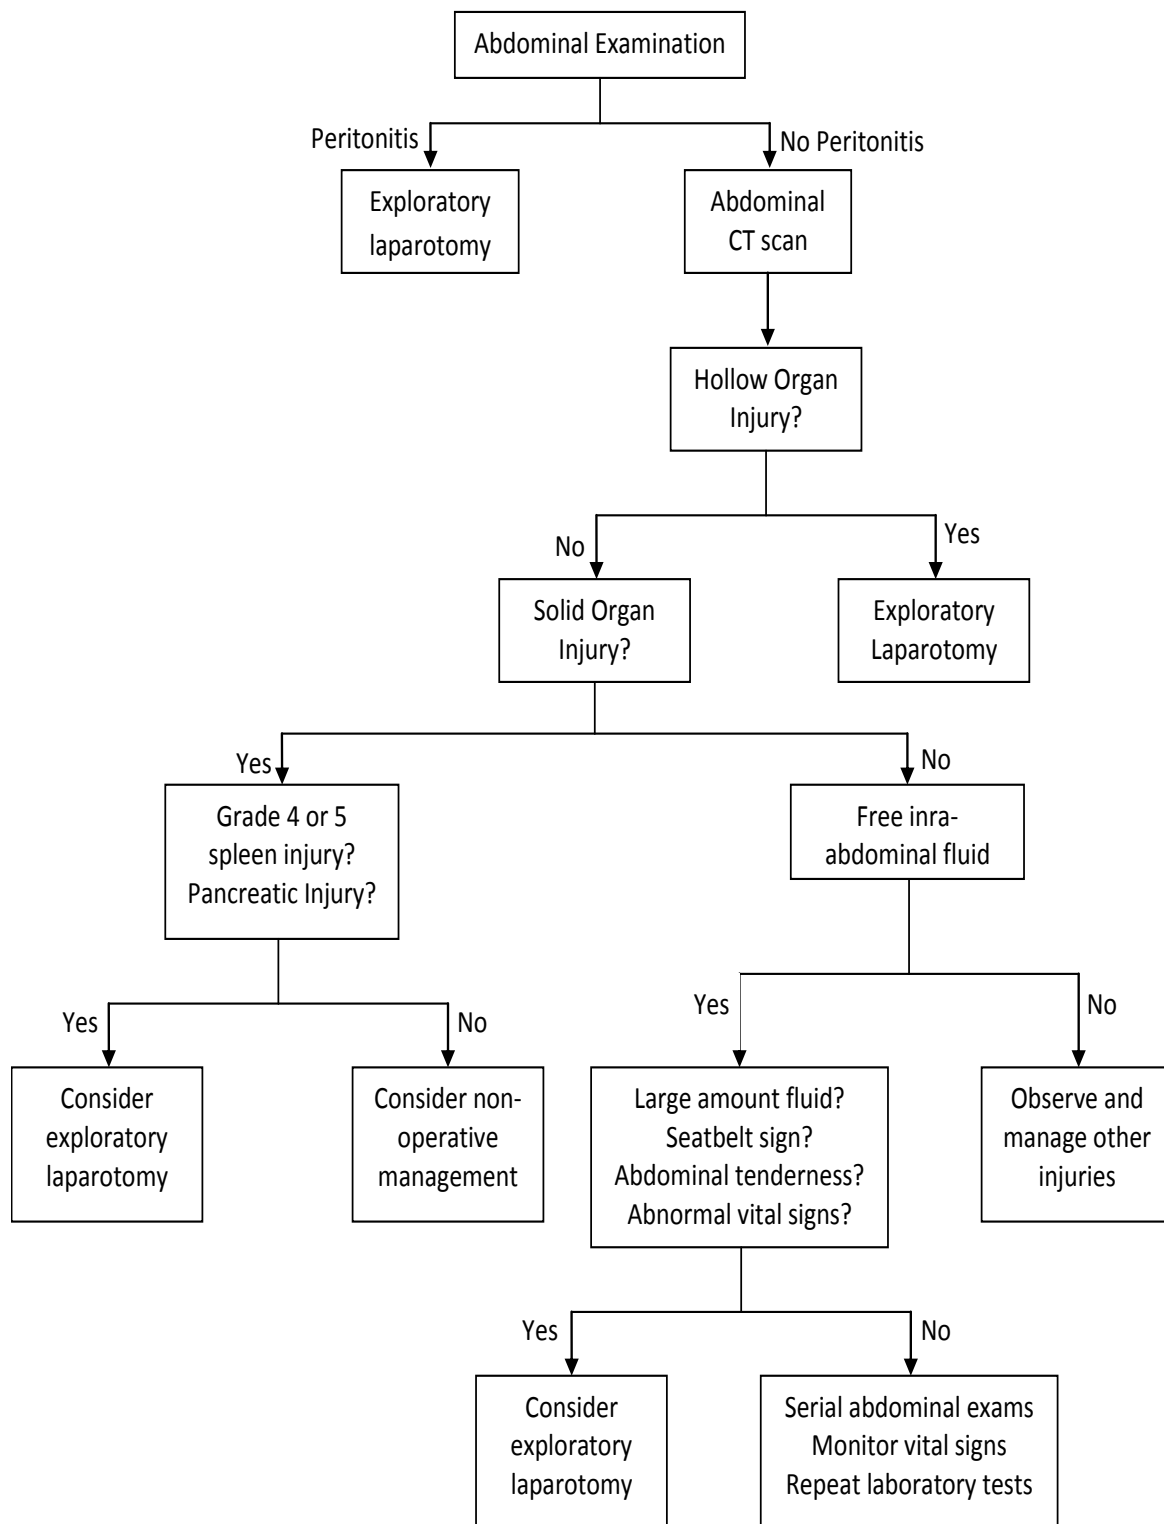 Abdominal Examination
Peritonitis
No Peritonitis
Exploratory
laparotomy
Abdominal
CT scan
Hollow Organ
Injury?
No
Yes
Solid Organ
Injury?
Exploratory
Laparotomy
Yes
No
Grade 4 or 5
spleen injury?
Pancreatic Injury?
Free inra-
abdominal fluid
Yes
No
Yes
No
Consider
exploratory
laparotomy
Consider non-
operative
management
Large amount fluid?
Seatbelt sign?
Abdominal tenderness?
Abnormal vital signs?
Observe and
manage other
injuries
Yes
No
Consider
exploratory
laparotomy
Serial abdominal exams
Monitor vital signs
Repeat laboratory tests